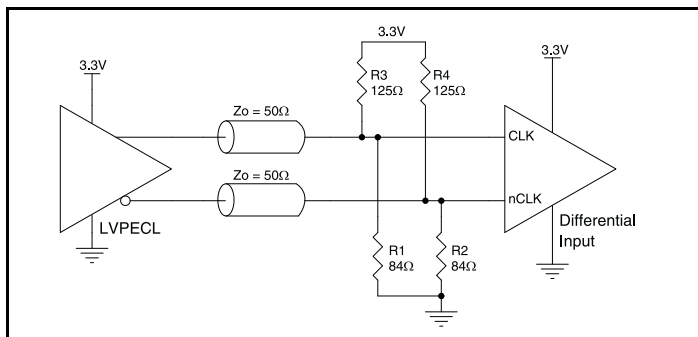 3.3V
3.3V
3.3V
R3
125Ω
R4
125Ω
Zo = 50Ω
CLK
Zo = 50Ω
nCLK
LVPECL
Differential
Input
R1
84Ω
R2
84Ω